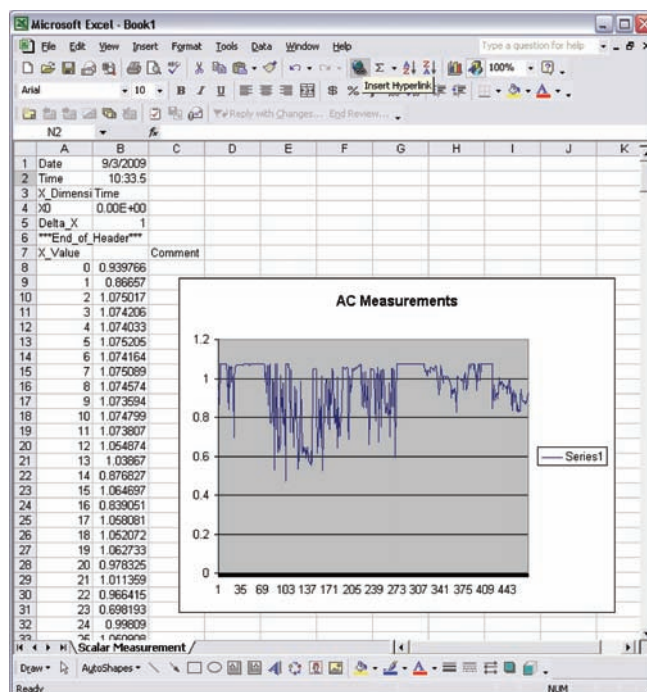 Microsoft Excel - Book1
File Edit View Insert Format Tools Data Window Help Type a question for help
100%
Arial 10 B I U $ %
Insert Hyperlink
Reply with Changes... End Review...
N2 fx
A B C D E F G H I J K
1 Date 9/3/2009
2 Time 10:33.5
3 X_Dimensi Time
4 X0 0.00E+00
5 Delta_X 1
6 ***End_of_Header***
7 X_Value Comment
8 0 0.939766
9 1 0.86657
10 2 1.075017
11 3 1.074206
12 4 1.074033
13 5 1.075205
14 6 1.074164
15 7 1.075089
16 8 1.074574
17 9 1.073594
18 10 1.074799
19 11 1.073807
20 12 1.054874
21 13 1.03867
22 14 0.876827
23 15 1.064697
24 16 0.839051
25 17 1.058081
26 18 1.052072
27 19 1.062733
28 20 0.978325
29 21 1.011359
30 22 0.966415
31 23 0.698193
32 24 0.99809
33 25 1.060908
AC Measurements
1.2
1
0.8
0.6
0.4
0.2
0
1 35 69 103 137 171 205 239 273 307 341 375 409 443
Series1
Scalar Measurement
Draw AutoShapes
Ready NUM